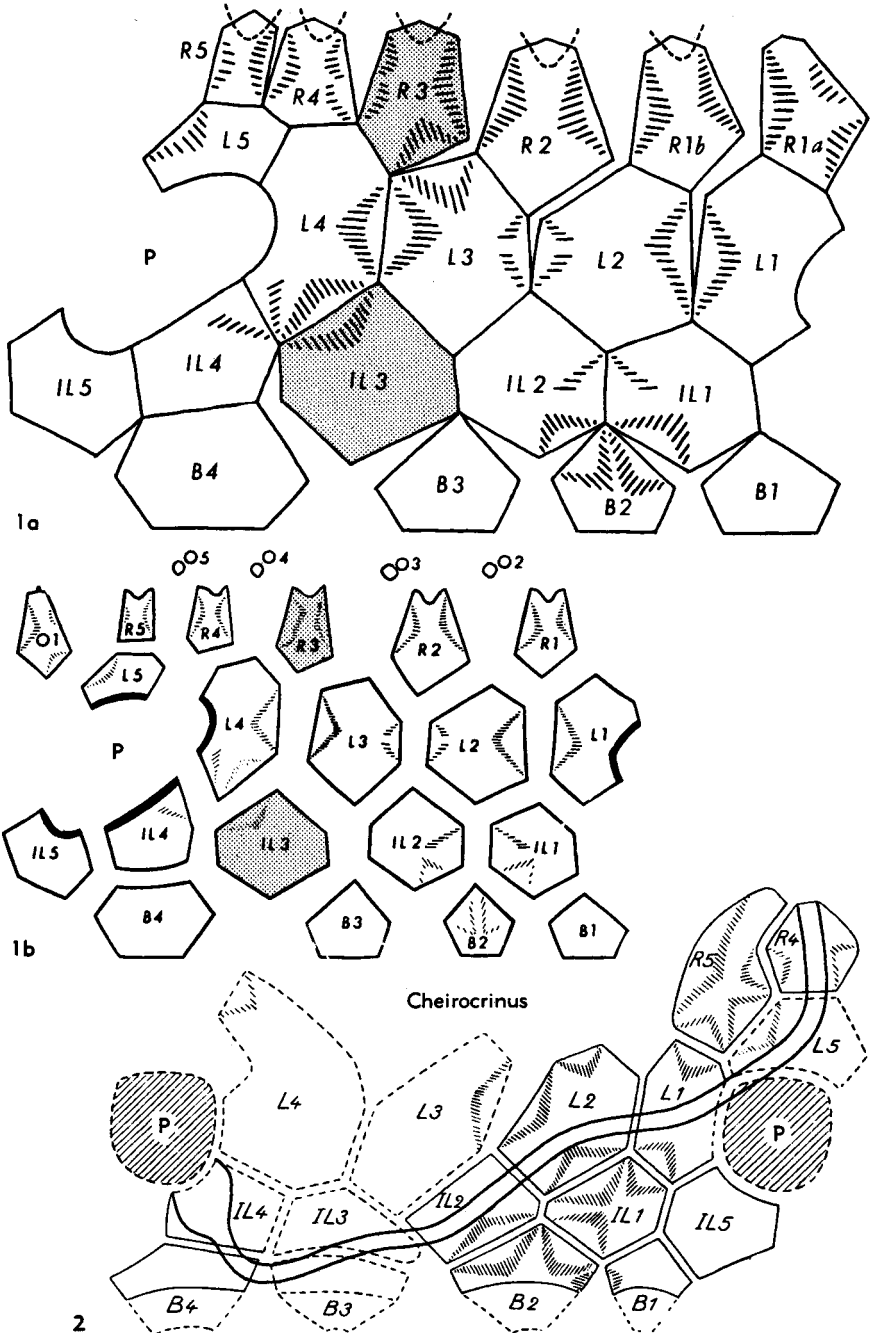 R5 R4 R3 R2 R1b R1a
L5
P L4 L3 L2 L1
IL5 IL4 IL3 IL2 IL1
B4 B3 B2 B1
1a
O5 O4 O3 O2
O1 R5 R4 R3 R2 R1
L5
P L4 L3 L2 L1
IL5 IL4 IL3 IL2 IL1
B4 B3 B2 B1
1b
Cheirocrinus
R5 R4
L5
P L4 L3 L2 L1 P
IL4 IL3 IL2 IL1 IL5
B4 B3 B2 B1
2